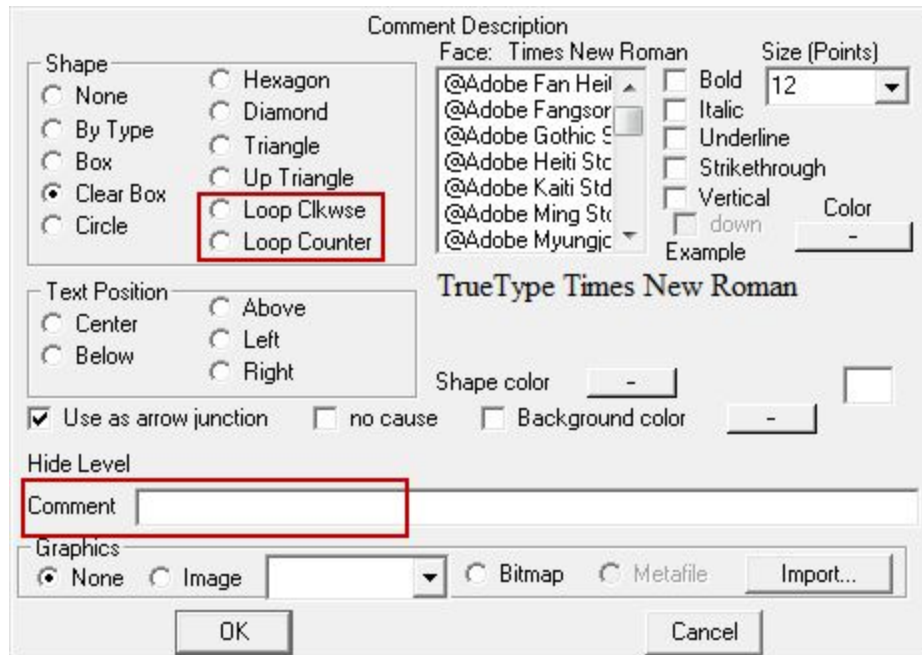 Comment Description
Shape
None
By Type
Box
Clear Box
Circle
Hexagon
Diamond
Triangle
Up Triangle
Loop Clkwse
Loop Counter
Face: Times New Roman
@Adobe Fan Heil
@Adobe Fangsor
@Adobe Gothic S
@Adobe Heiti Stc
@Adobe Kaiti Std
@Adobe Ming Stc
@Adobe Myungjc
Bold
Italic
Underline
Strikethrough
Vertical
down
Size (Points)
12
Color
-
Example
TrueType Times New Roman
Text Position
Center
Below
Above
Left
Right
Shape color -
Use as arrow junction no cause Background color -
Hide Level
Comment
Graphics
None Image Bitmap Metafile Import...
OK Cancel